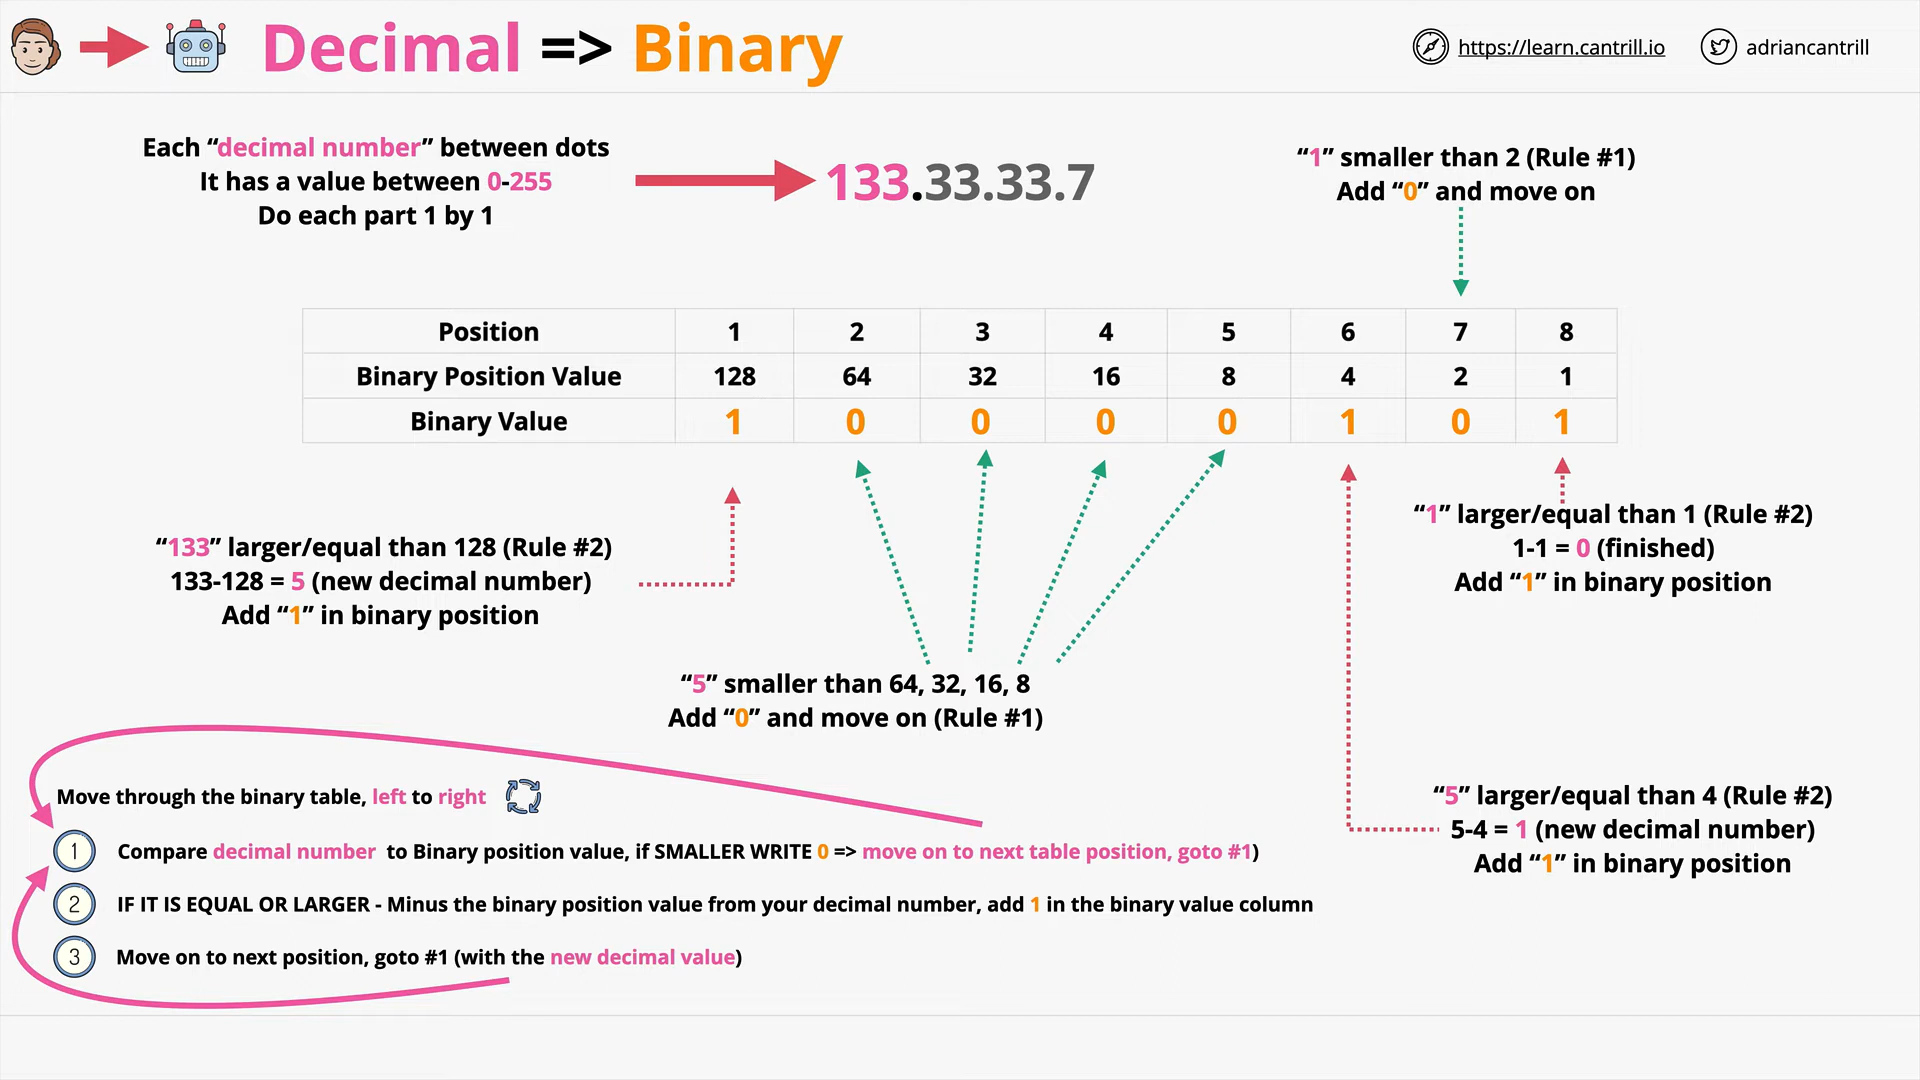 Decimal => Binary
https://learn.cantrill.io
adriancantrill
Each “decimal number” between dots
It has a value between 0-255
Do each part 1 by 1
133.33.33.7
“1” smaller than 2 (Rule #1)
Add “0” and move on
Position 1 2 3 4 5 6 7 8
Binary Position Value 128 64 32 16 8 4 2 1
Binary Value 1 0 0 0 0 1 0 1
“133” larger/equal than 128 (Rule #2)
133-128 = 5 (new decimal number)
Add “1” in binary position
“1” larger/equal than 1 (Rule #2)
1-1 = 0 (finished)
Add “1” in binary position
“5” smaller than 64, 32, 16, 8
Add “0” and move on (Rule #1)
“5” larger/equal than 4 (Rule #2)
5-4 = 1 (new decimal number)
Add “1” in binary position
Move through the binary table, left to right
1 Compare decimal number to Binary position value, if SMALLER WRITE 0 => move on to next table position, goto #1)
2 IF IT IS EQUAL OR LARGER - Minus the binary position value from your decimal number, add 1 in the binary value column
3 Move on to next position, goto #1 (with the new decimal value)